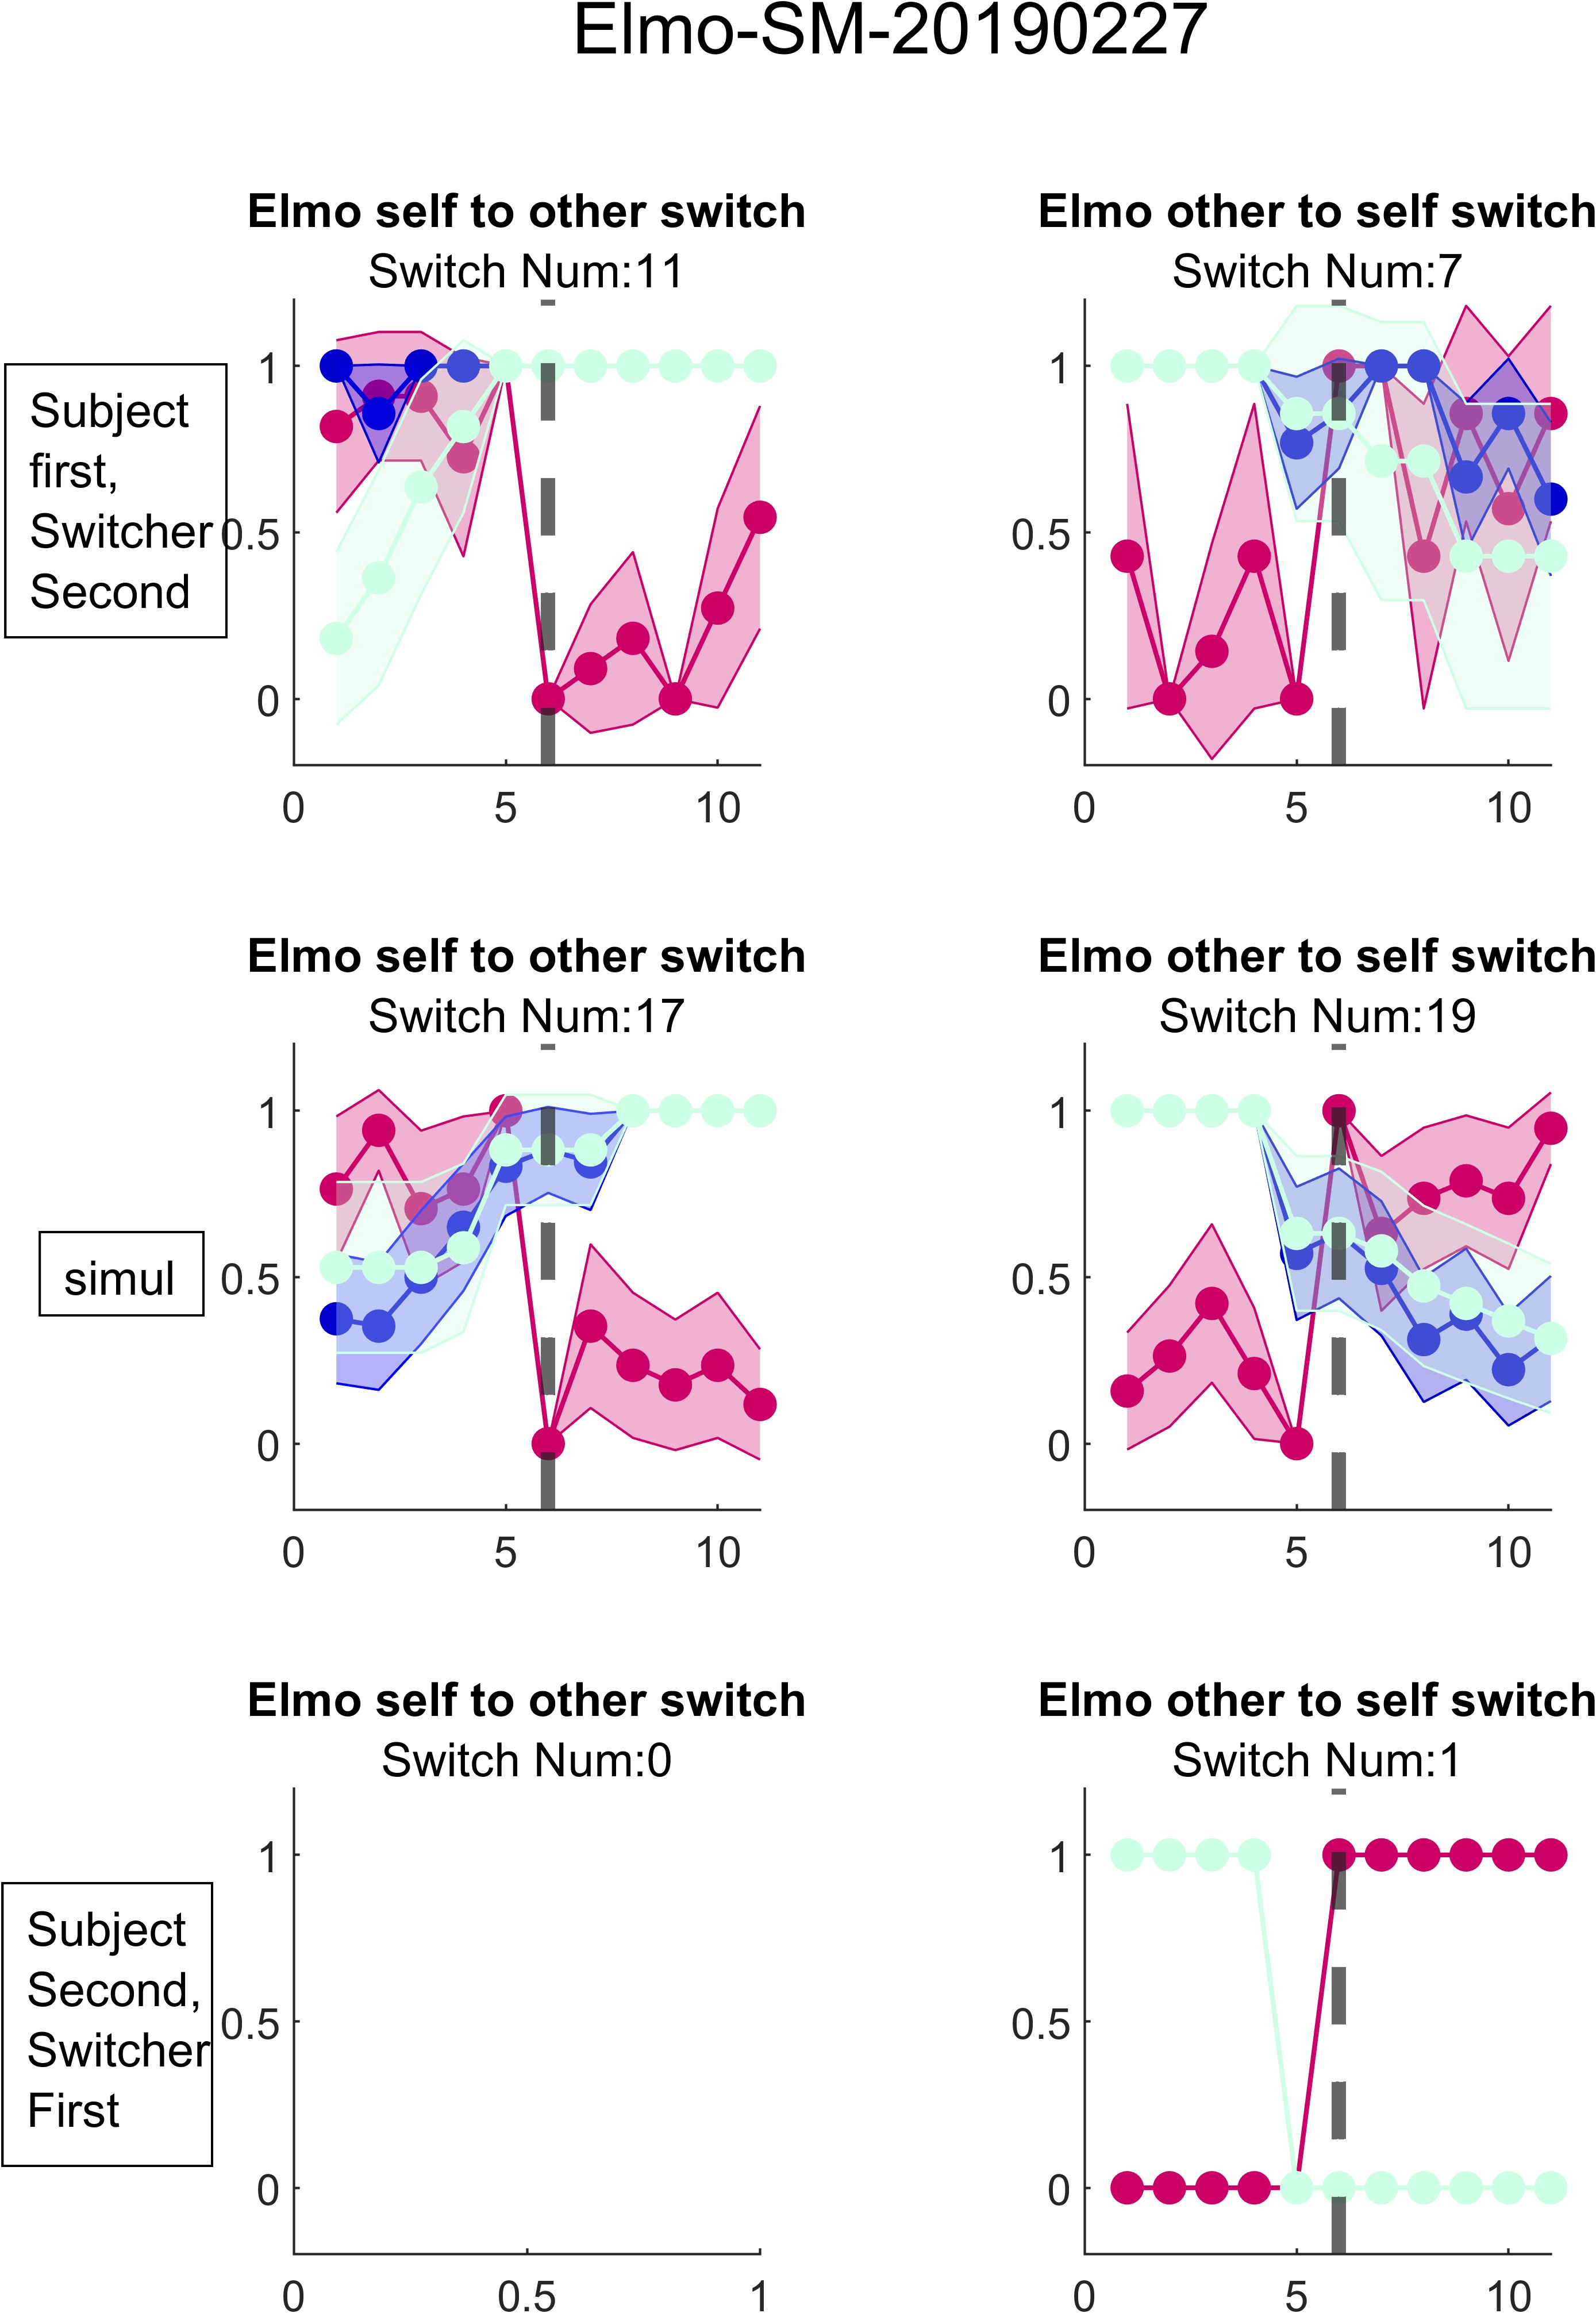 Elmo-SM-20190227
Elmo self to other switch
Switch Num:11
Subject
first,
Switcher
Second
1
0.5
0
0
5
10
Elmo other to self switch
Switch Num:7
1
0.5
0
0
5
10
Elmo self to other switch
Switch Num:17
simul
1
0.5
0
0
5
10
Elmo other to self switch
Switch Num:19
1
0.5
0
0
5
10
Elmo self to other switch
Switch Num:0
Subject
Second,
Switcher
First
1
0.5
0
0
0.5
1
Elmo other to self switch
Switch Num:1
1
0.5
0
0
5
10